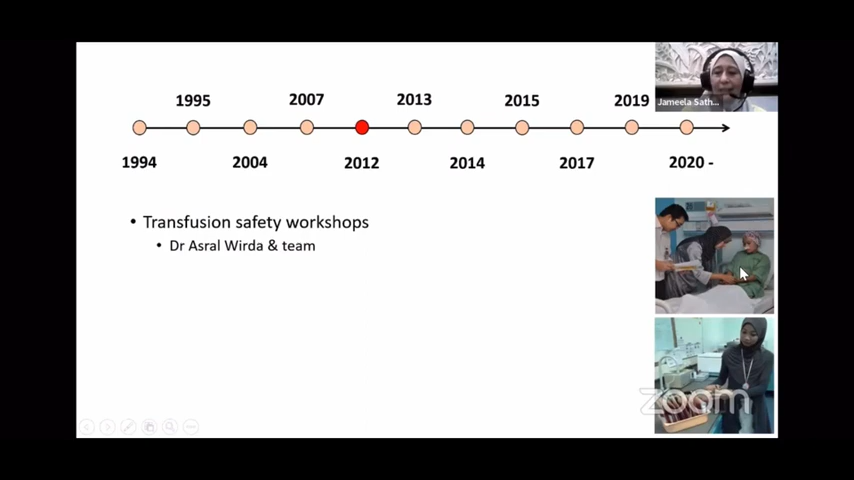 1995 2007 2013 2015 2019
Jameela Sath...
1994 2004 2012 2014 2017 2020 -
• Transfusion safety workshops
• Dr Asral Wirda & team
zoom